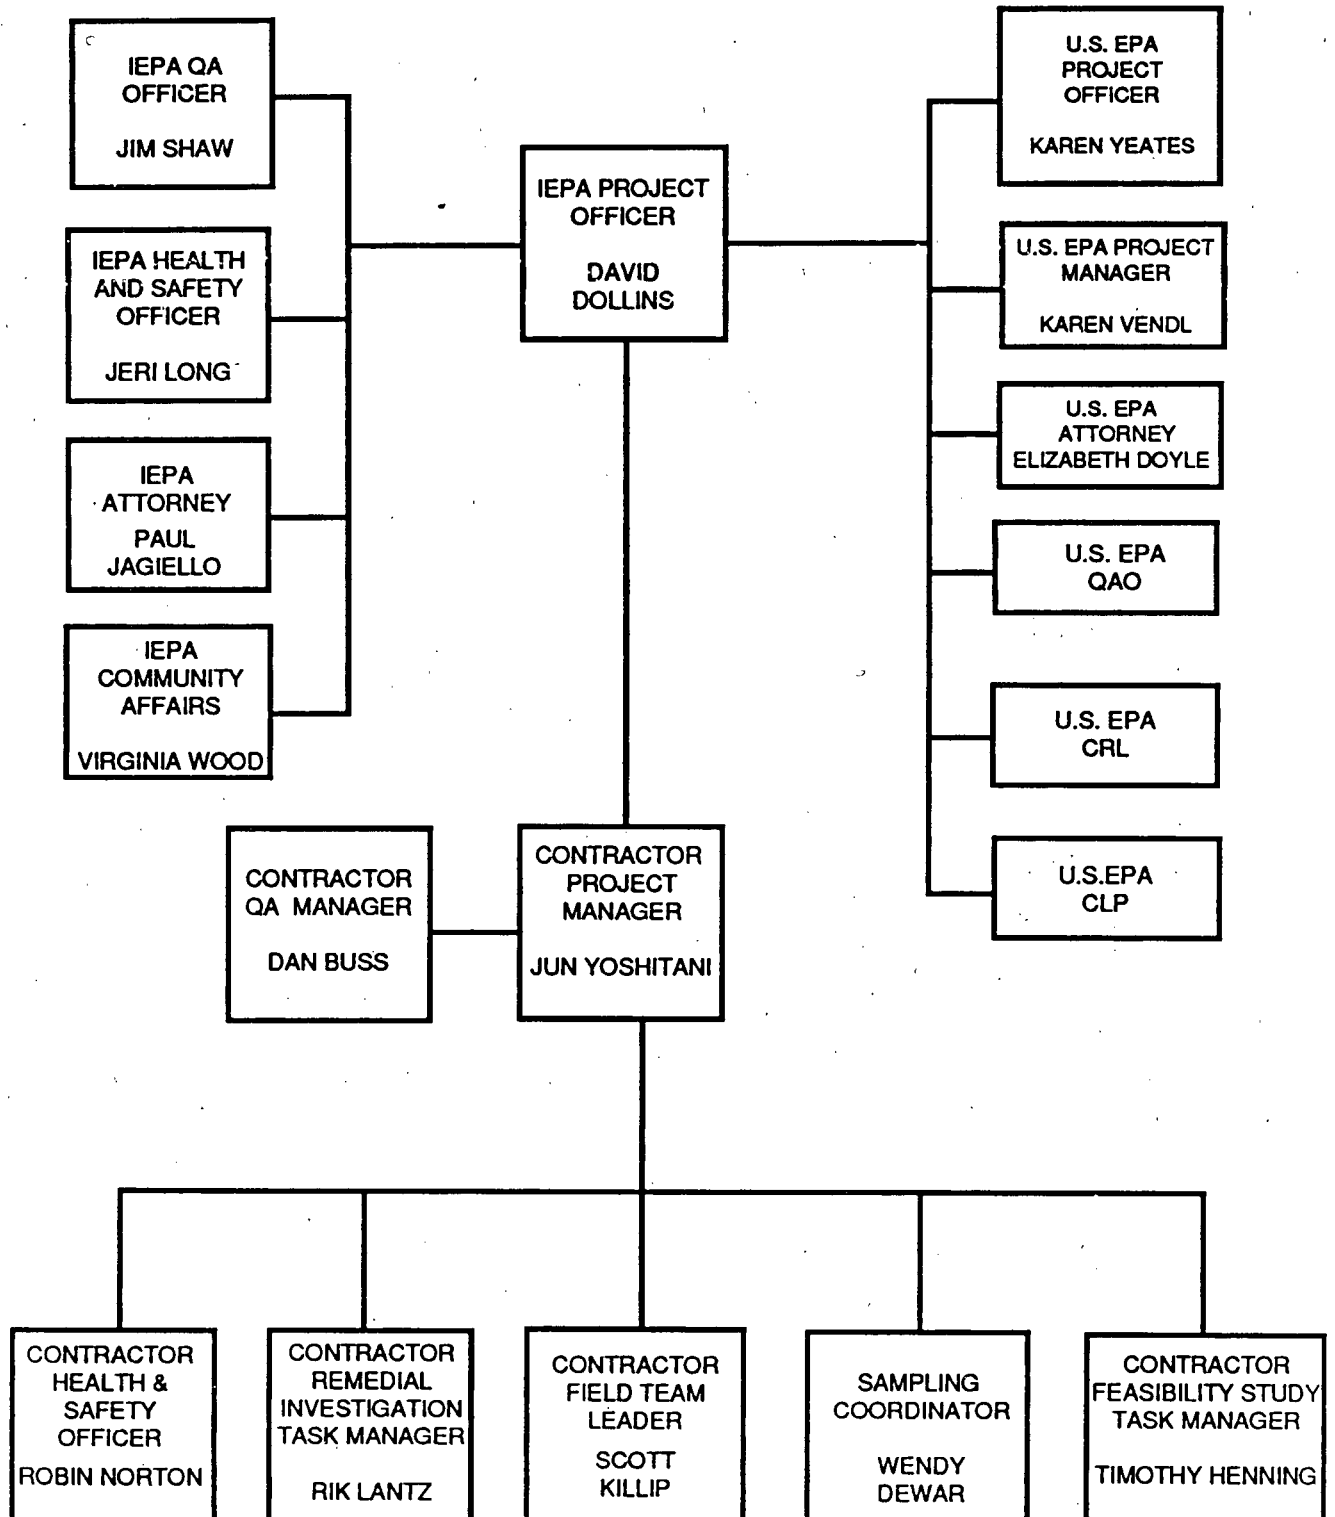 IEPA QA
OFFICER
JIM SHAW
IEPA HEALTH
AND SAFETY
OFFICER
JERI LONG
IEPA
ATTORNEY
PAUL
JAGIELLO
IEPA
COMMUNITY
AFFAIRS
VIRGINIA WOOD
IEPA PROJECT
OFFICER
DAVID
DOLLINS
U.S. EPA
PROJECT
OFFICER
KAREN YEATES
U.S. EPA PROJECT
MANAGER
KAREN VENDL
U.S. EPA
ATTORNEY
ELIZABETH DOYLE
U.S. EPA
QAO
U.S. EPA
CRL
U.S.EPA
CLP
CONTRACTOR
QA MANAGER
DAN BUSS
CONTRACTOR
PROJECT
MANAGER
JUN YOSHITANI
CONTRACTOR
HEALTH &
SAFETY
OFFICER
ROBIN NORTON
CONTRACTOR
REMEDIAL
INVESTIGATION
TASK MANAGER
RIK LANTZ
CONTRACTOR
FIELD TEAM
LEADER
SCOTT
KILLIP
SAMPLING
COORDINATOR
WENDY
DEWAR
CONTRACTOR
FEASIBILITY STUDY
TASK MANAGER
TIMOTHY HENNING